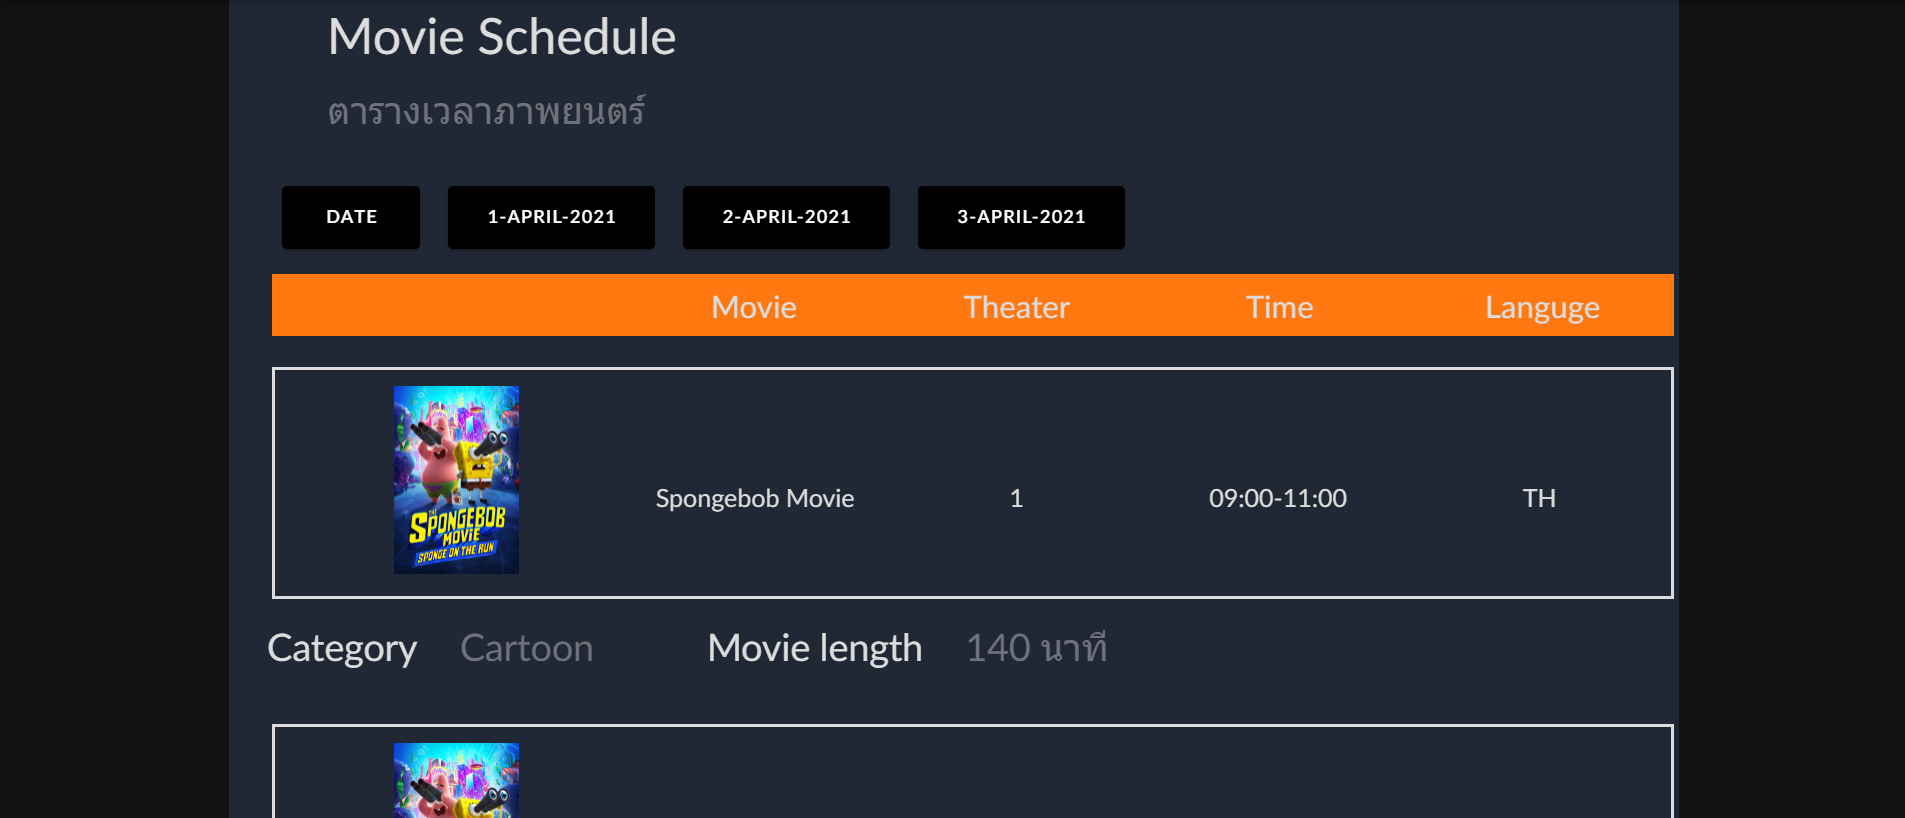 Movie Schedule
ตารางเวลาภาพยนตร์
DATE 1-APRIL-2021 2-APRIL-2021 3-APRIL-2021
Movie Theater Time Languge
THE
SPONGEBOB
MOVIE
SPONGE ON THE RUN
Spongebob Movie 1 09:00-11:00 TH
Category Cartoon Movie length 140 นาที